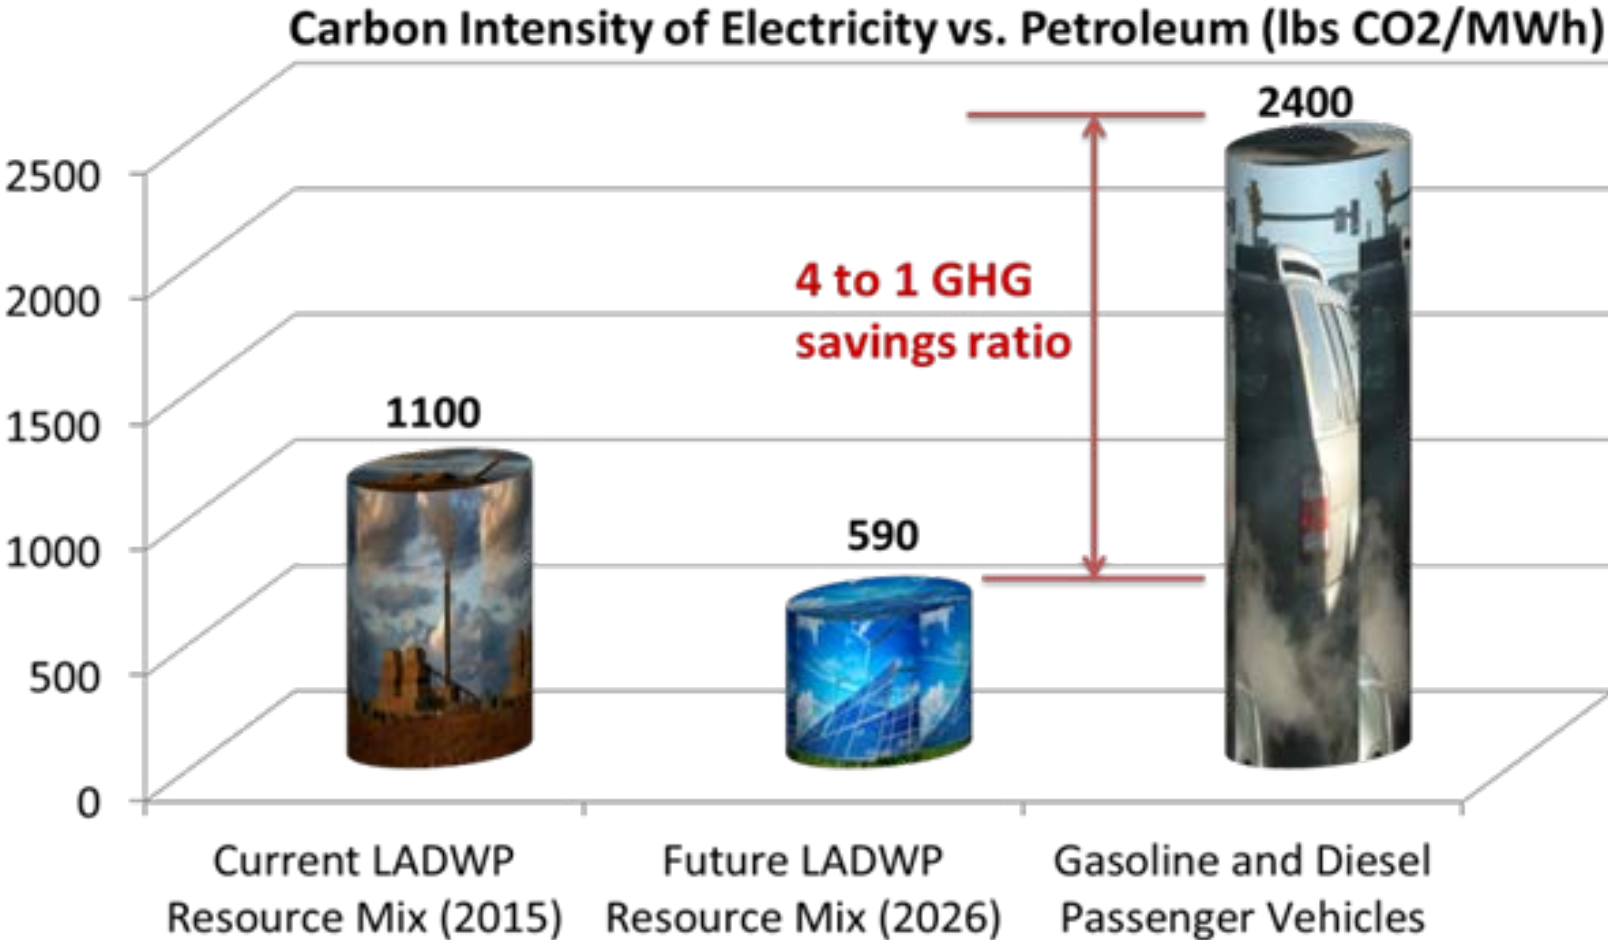 Carbon Intensity of Electricity vs. Petroleum (lbs CO2/MWh)
2400
2500
2000
4 to 1 GHG
savings ratio
1500
1100
1000
590
500
0
Current LADWP
Resource Mix (2015)
Future LADWP
Resource Mix (2026)
Gasoline and Diesel
Passenger Vehicles